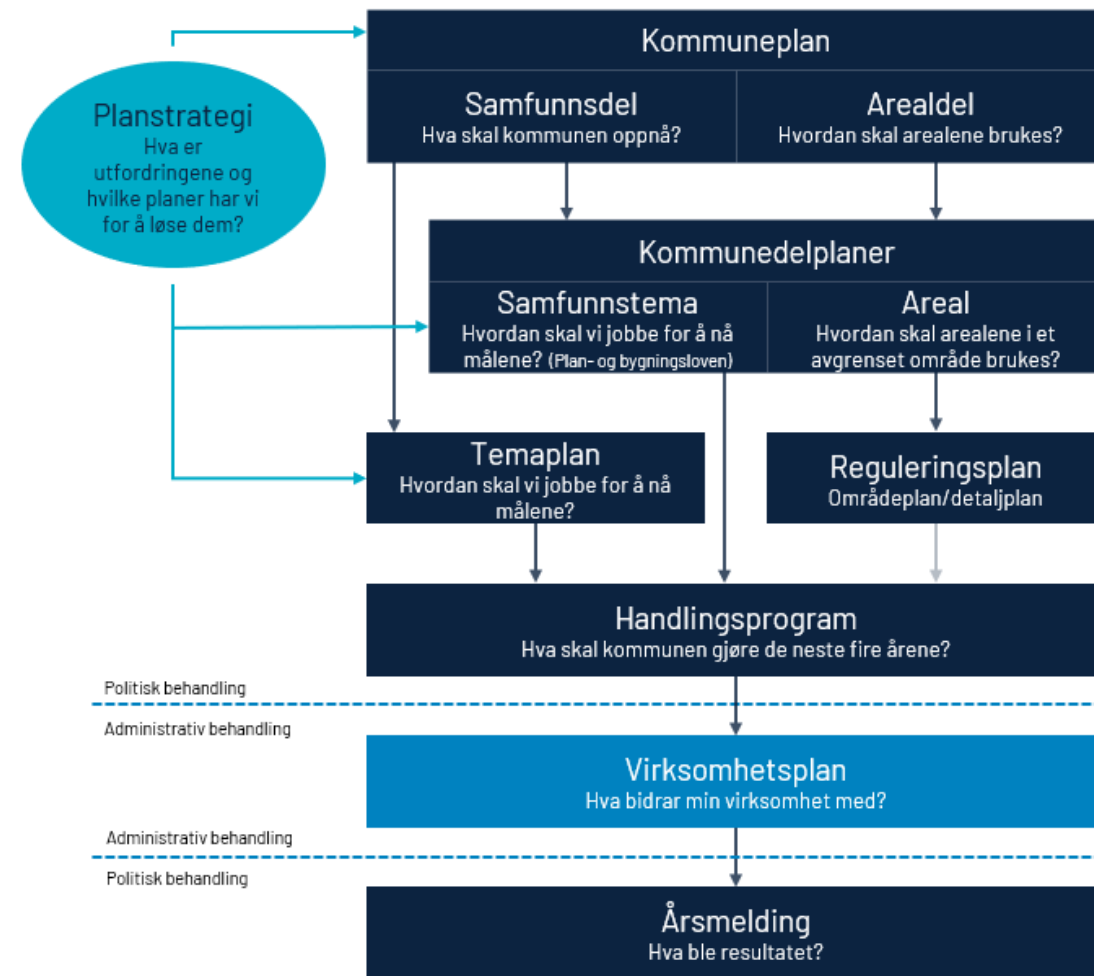 Kommuneplan
Planstrategi
Hva er
utfordringene og
hvilke planer har vi
for å løse dem?
Samfunnsdel
Hva skal kommunen oppnå?
Arealdel
Hvordan skal arealene brukes?
Kommunedelplaner
Samfunnstema
Hvordan skal vi jobbe for å nå
målene? (Plan- og bygningsloven)
Areal
Hvordan skal arealene i et
avgrenset område brukes?
Temaplan
Hvordan skal vi jobbe for å nå
målene?
Reguleringsplan
Områdeplan/detaljplan
Handlingsprogram
Hva skal kommunen gjøre de neste fire årene?
Politisk behandling
Administrativ behandling
Virksomhetsplan
Hva bidrar min virksomhet med?
Administrativ behandling
Politisk behandling
Årsmelding
Hva ble resultatet?